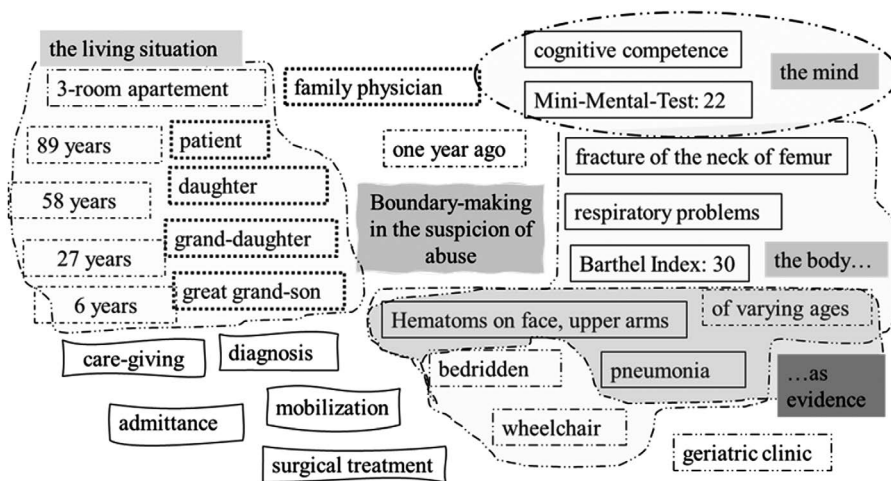 the living situation
3-room apartement
family physician
cognitive competence
the mind
Mini-Mental-Test: 22
89 years
patient
one year ago
fracture of the neck of femur
58 years
daughter
Boundary-making
in the suspicion of
abuse
respiratory problems
27 years
grand-daughter
Barthel Index: 30
the body…
6 years
great grand-son
Hematoms on face, upper arms
of varying ages
care-giving
diagnosis
bedridden
pneumonia
…as
evidence
admittance
mobilization
wheelchair
surgical treatment
geriatric clinic